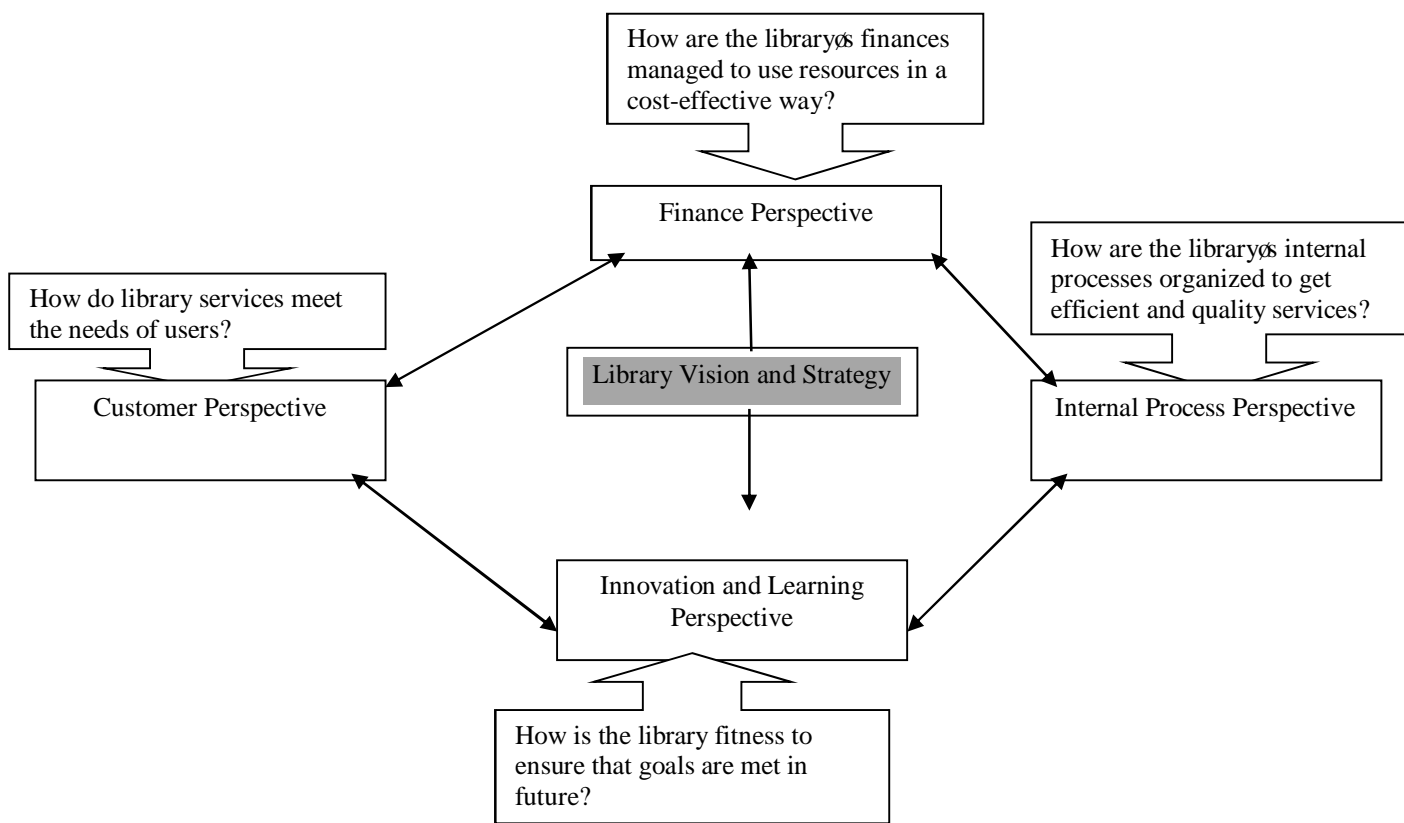 How are the libraryøs finances
managed to use resources in a
cost-effective way?
Finance Perspective
How are the libraryøs internal
processes organized to get
efficient and quality services?
How do library services meet
the needs of users?
Library Vision and Strategy
Customer Perspective
Internal Process Perspective
Innovation and Learning
Perspective
How is the library fitness to
ensure that goals are met in
future?